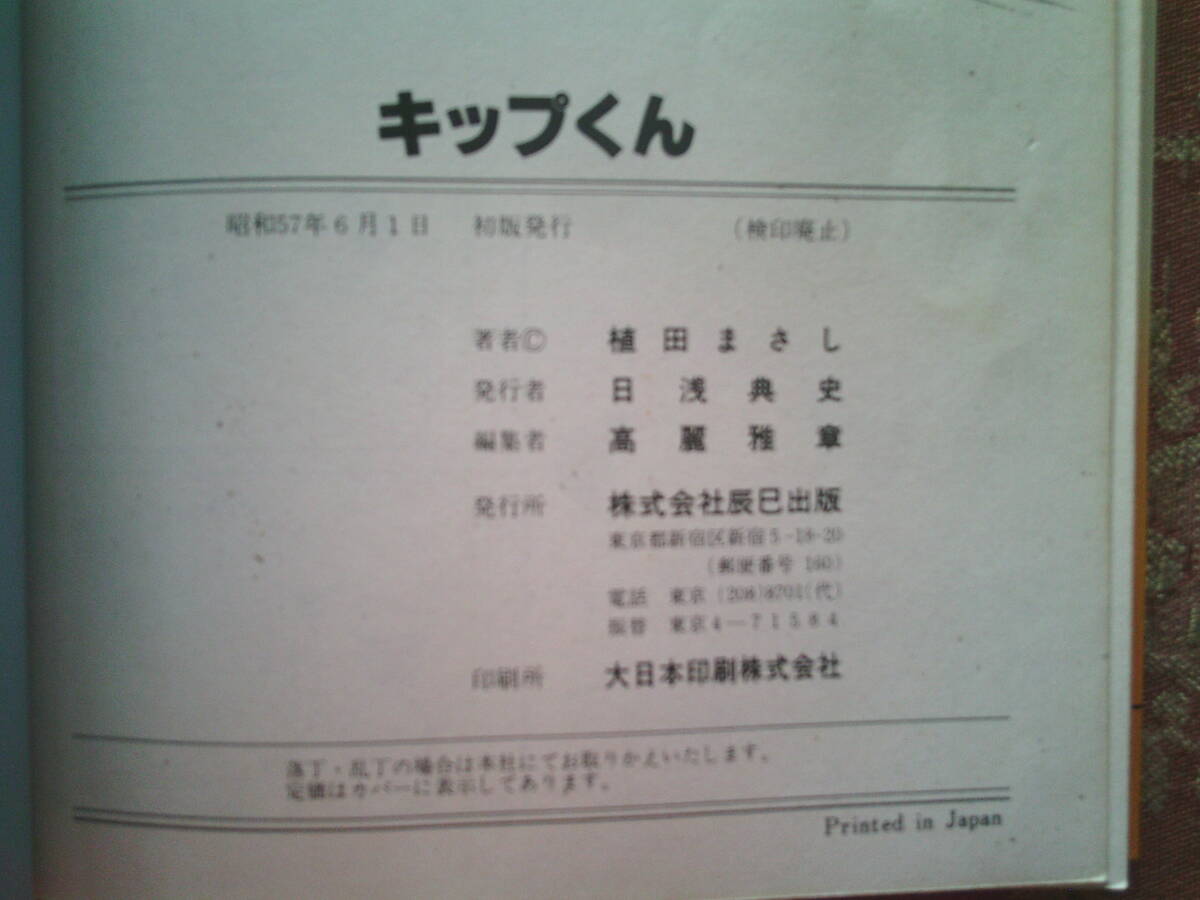 キップくん
昭和57年6月1日　初版発行　（検印廃止）
著者©　植田まさし
発行者　日浅典史
編集者　高麗雅章
発行所　株式会社辰巳出版
東京都新宿区新宿5-18-20
（郵便番号 160）
電話　東京（208）8701（代）
振替　東京4—71584
印刷所　大日本印刷株式会社
落丁・乱丁の場合は本社にてお取りかえいたします。
定価はカバーに表示してあります。
Printed in Japan